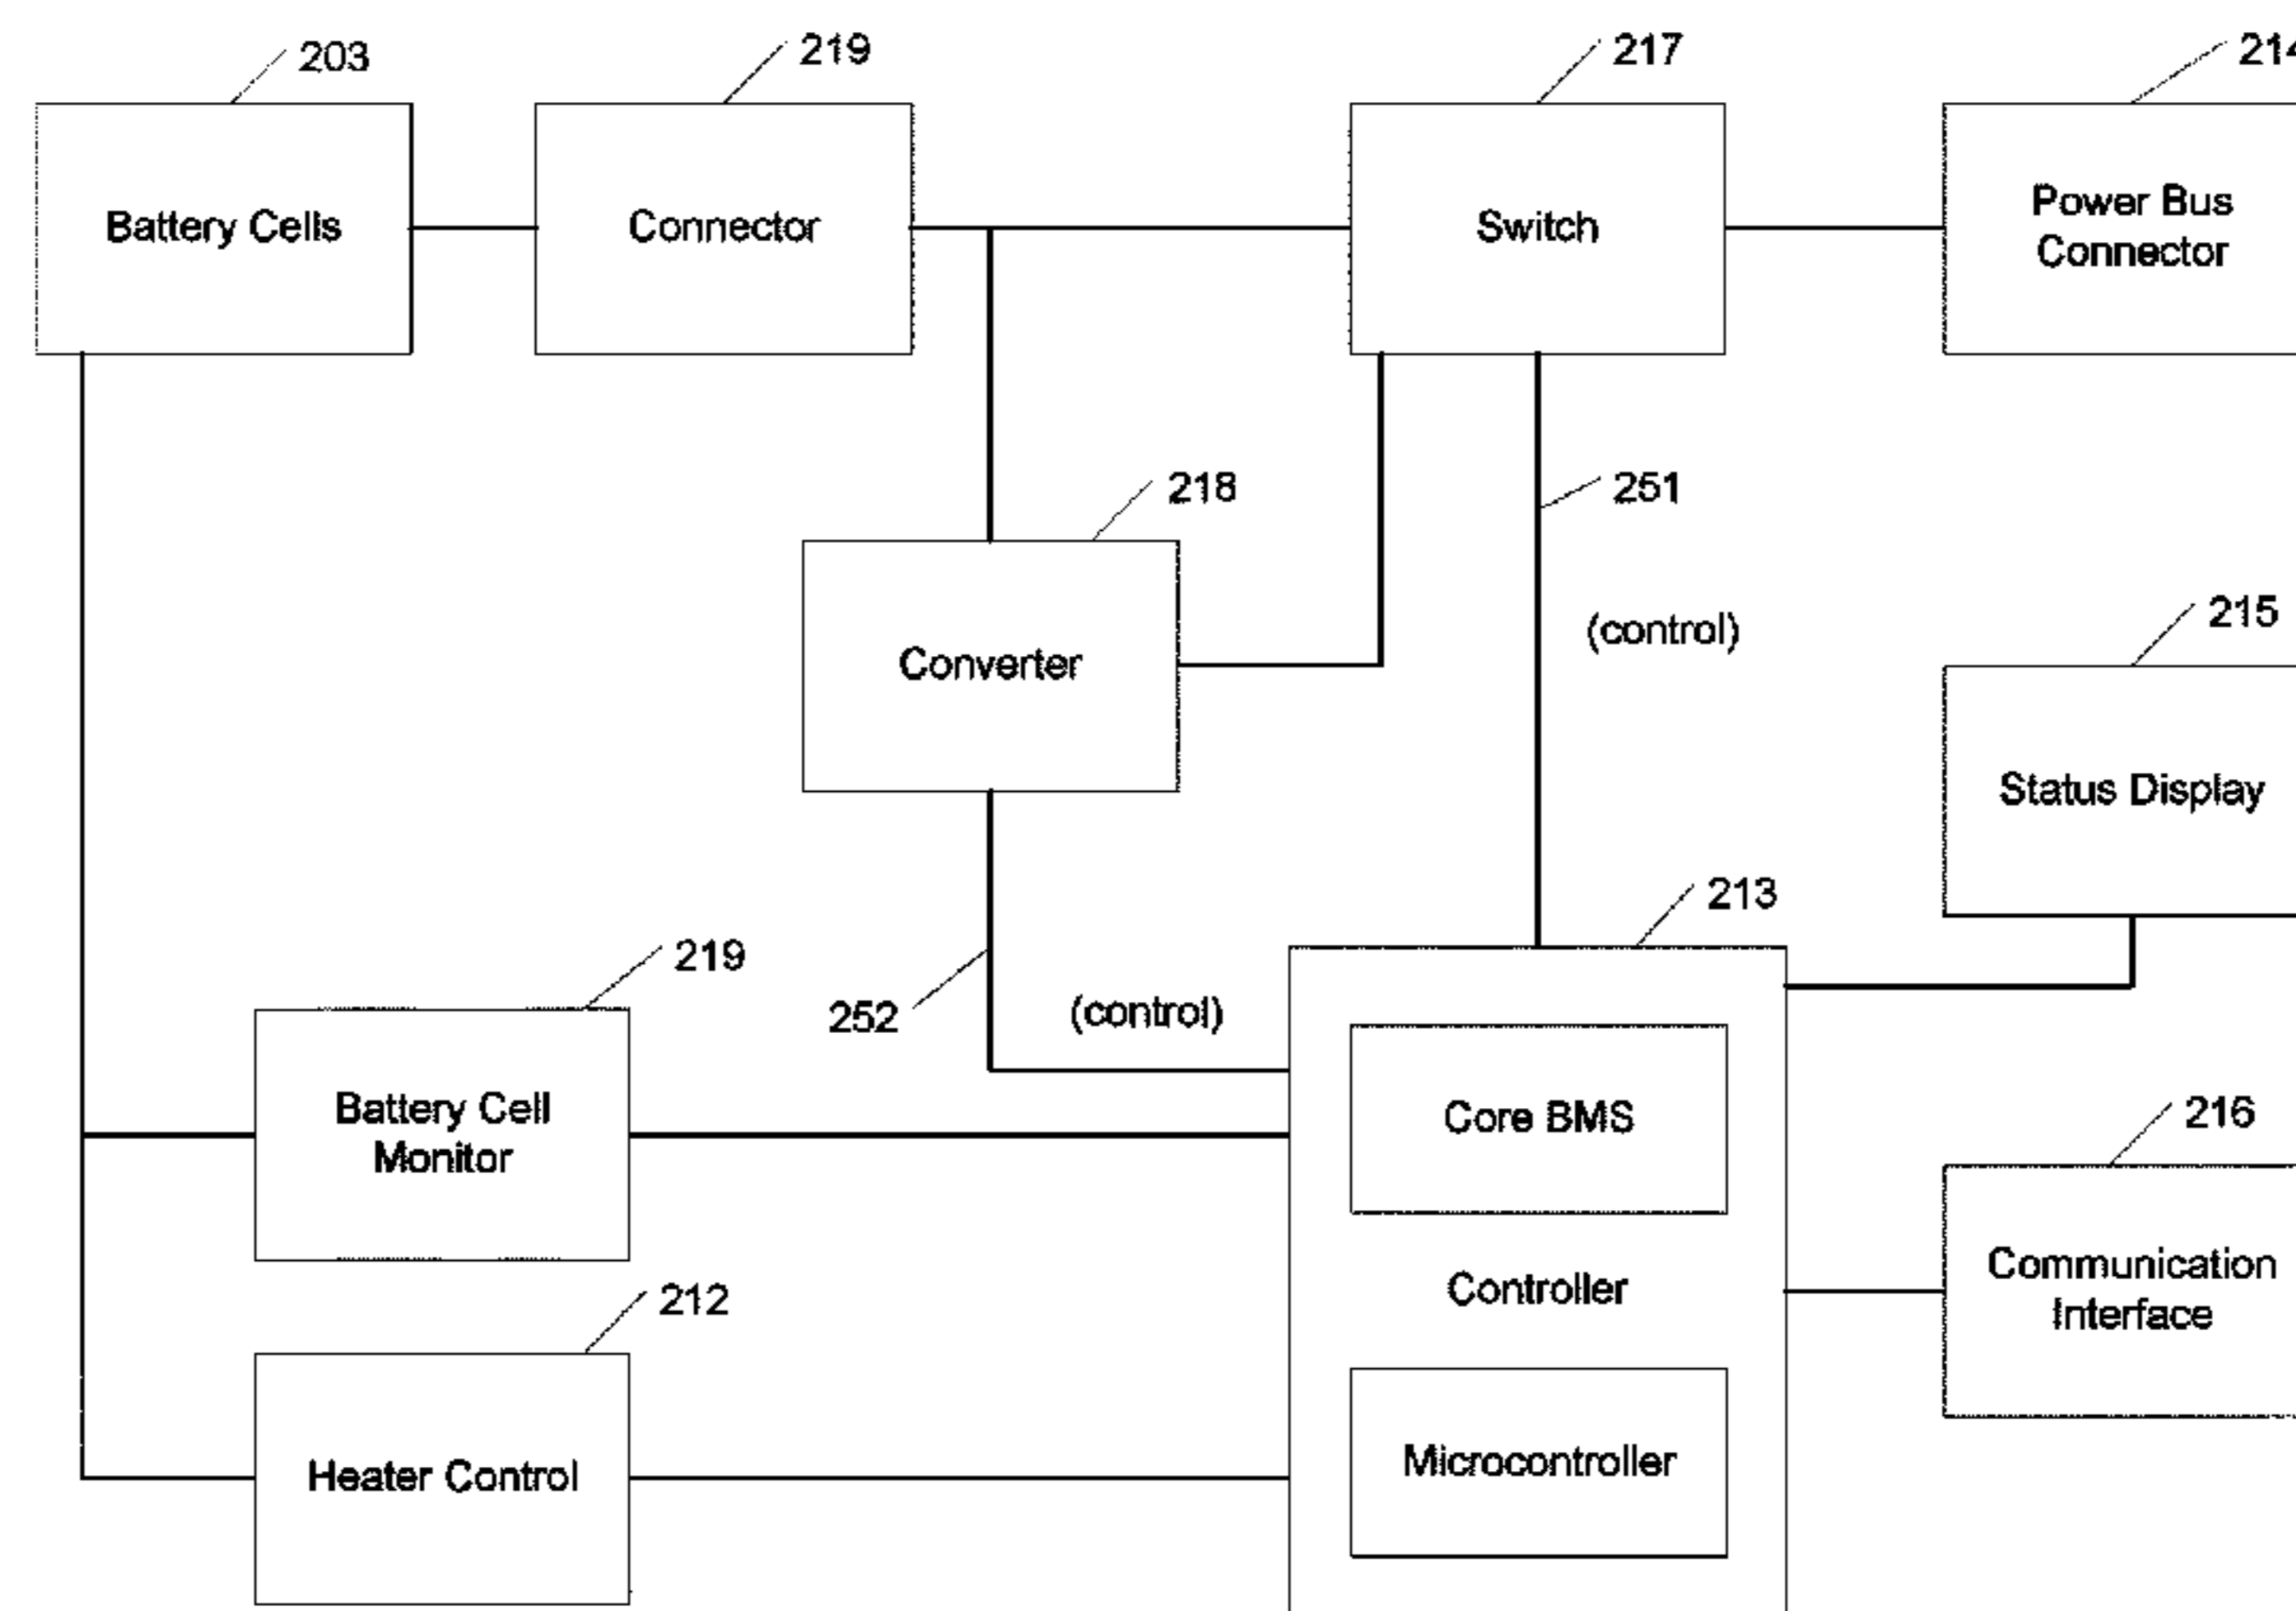 203
219
217
214
Battery Cells
Connector
Switch
Power Bus
Connector
218
251
(control)
215
Converter
Status Display
213
219
252
(control)
Battery Cell
Monitor
Core BMS
216
212
Controller
Communication
Interface
Heater Control
Microcontroller